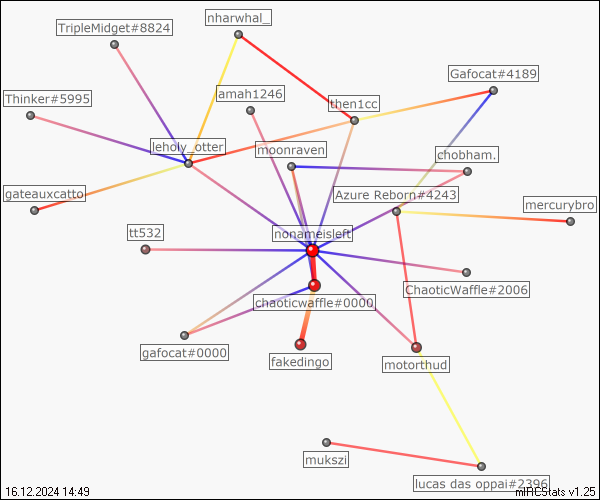 nharwhal_
TripleMidget#8824
Gafocat#4189
amah1246
Thinker#5995
then1cc
leholy_otter
moonraven
chobham.
gateauxcatto
Azure Reborn#4243
mercurybro
tt532
nonameisleft
ChaoticWaffle#2006
chaoticwaffle#0000
gafocat#0000
fakedingo
motorthud
mukszi
lucas das oppai#2396
16.12.2024 14:49
mIRCStats v1.25